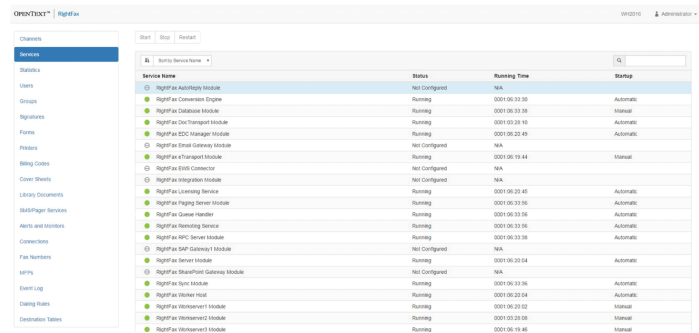 OPENTEXT™ | RightFax WH2016 Administrator
Channels
Services
Statistics
Users
Groups
Signatures
Forms
Printers
Billing Codes
Cover Sheets
Library Documents
SMS/Pager Services
Alerts and Monitors
Connections
Fax Numbers
MFPs
Event Log
Dialing Rules
Destination Tables
Start Stop Restart
Sort by Service Name
Service Name Status Running Time Startup
RightFax AutoReply Module Not Configured N/A
RightFax Conversion Engine Running 0001:06:33:30 Automatic
RightFax Database Module Running 0001:06:33:38 Manual
RightFax DocTransport Module Running 0001:03:28:10 Automatic
RightFax EDC Manager Module Running 0001:06:20:49 Automatic
RightFax Email Gateway Module Not Configured N/A
RightFax eTransport Module Running 0001:06:19:44 Manual
RightFax EWS Connector Not Configured N/A
RightFax Integration Module Not Configured N/A
RightFax Licensing Service Running 0001:06:20:45 Automatic
RightFax Paging Server Module Running 0001:06:33:56 Automatic
RightFax Queue Handler Running 0001:06:33:56 Automatic
RightFax Remoting Service Running 0001:06:33:56 Automatic
RightFax RPC Server Module Running 0001:06:33:38 Automatic
RightFax SAP Gateway1 Module Not Configured N/A
RightFax Server Module Running 0001:06:20:04 Automatic
RightFax SharePoint Gateway Module Not Configured N/A
RightFax Sync Module Running 0001:06:33:36 Automatic
RightFax Worker Host Running 0001:06:20:04 Automatic
RightFax Workserver1 Module Running 0001:06:20:02 Automatic
RightFax Workserver2 Module Running 0001:03:28:08 Automatic
RightFax Workserver3 Module Running 0001:06:19:46 Manual